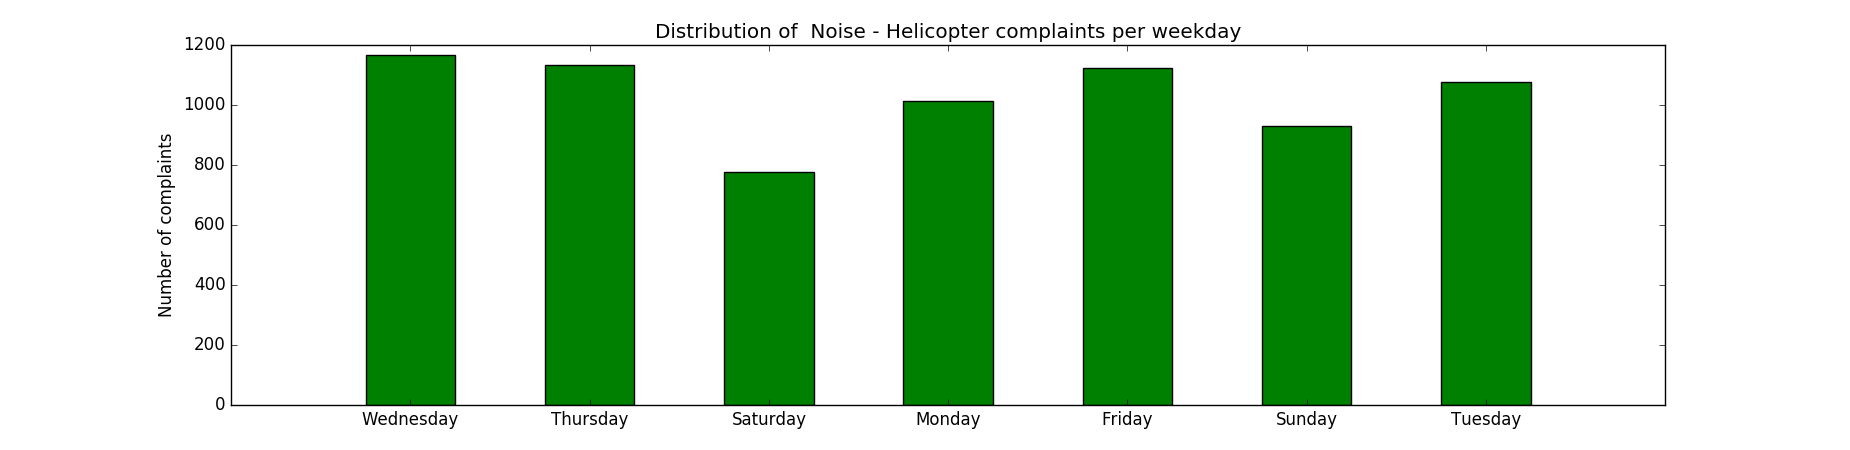 Distribution of  Noise - Helicopter complaints per weekday
Number of complaints
1200
1000
800
600
400
200
0
Wednesday Thursday Saturday Monday Friday Sunday Tuesday